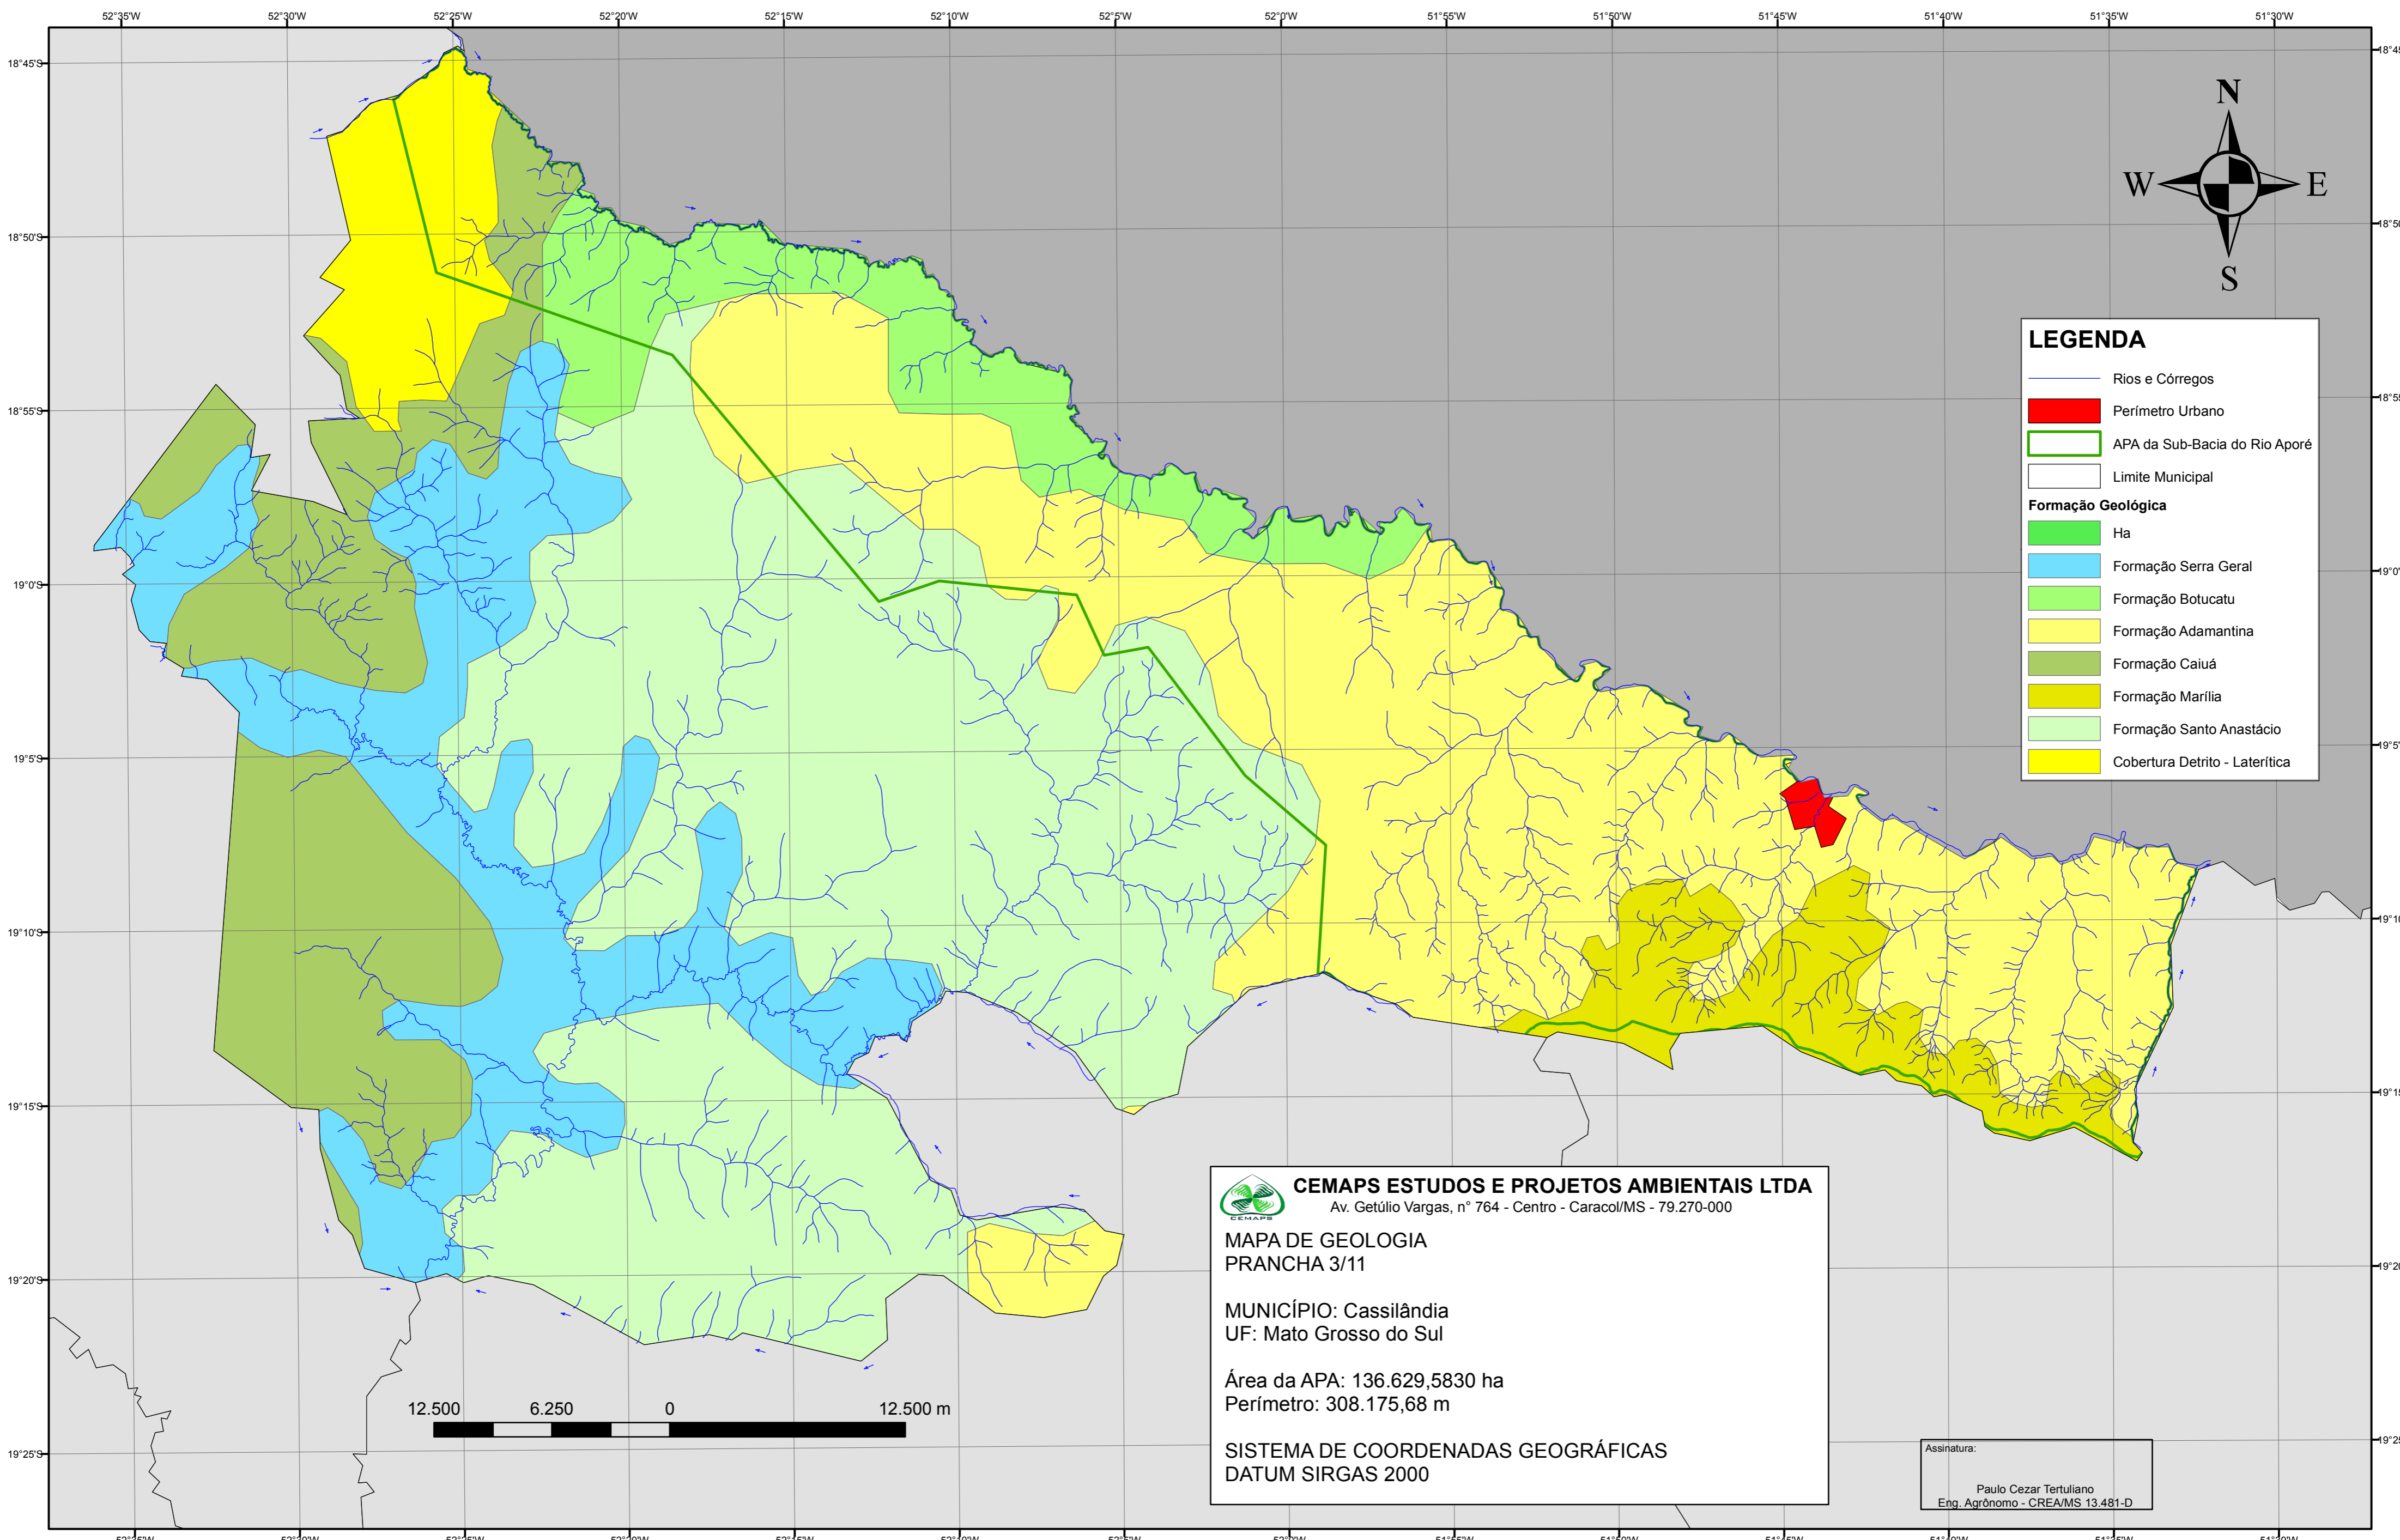 52°35'W 52°30'W 52°25'W 52°20'W 52°15'W 52°10'W 52°5'W 52°0'W 51°55'W 51°50'W 51°45'W 51°40'W 51°35'W 51°30'W
18°45'S
18°50'S
18°55'S
19°0'S
19°5'S
19°10'S
19°15'S
19°20'S
19°25'S
N
W E
S
LEGENDA
Rios e Córregos
Perímetro Urbano
APA da Sub-Bacia do Rio Aporé
Limite Municipal
Formação Geológica
Ha
Formação Serra Geral
Formação Botucatu
Formação Adamantina
Formação Caiuá
Formação Marília
Formação Santo Anastácio
Cobertura Detrito - Laterítica
CEMAPS
CEMAPS ESTUDOS E PROJETOS AMBIENTAIS LTDA
Av. Getúlio Vargas, n° 764 - Centro - Caracol/MS - 79.270-000
MAPA DE GEOLOGIA
PRANCHA 3/11
MUNICÍPIO: Cassilândia
UF: Mato Grosso do Sul
Área da APA: 136.629,5830 ha
Perímetro: 308.175,68 m
SISTEMA DE COORDENADAS GEOGRÁFICAS
DATUM SIRGAS 2000
12.500 6.250 0 12.500 m
Assinatura:
Paulo Cezar Tertuliano
Eng. Agrônomo - CREA/MS 13.481-D